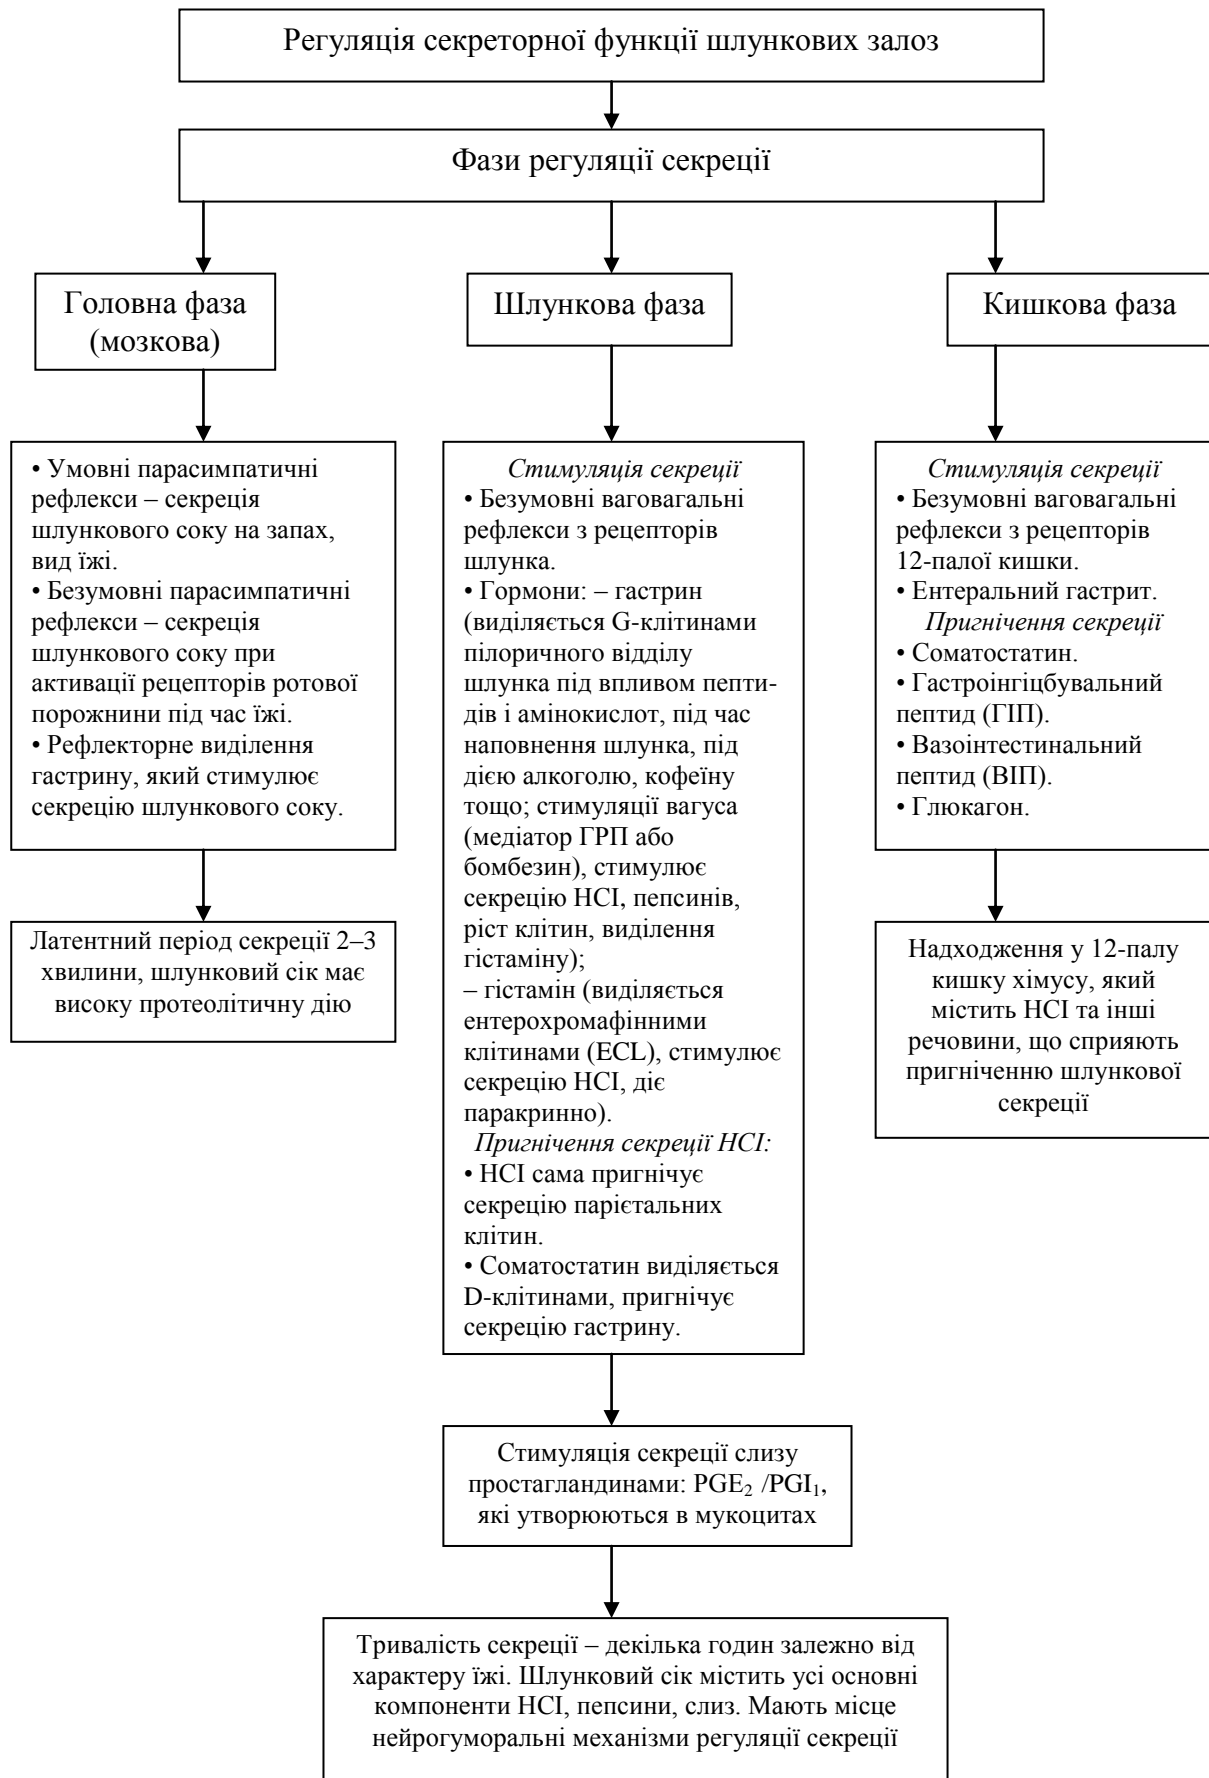 Регуляція секреторної функції шлункових залоз
Фази регуляції секреції
Головна фаза
(мозкова)
Шлункова фаза
Кишкова фаза
• Умовні парасимпатичні
рефлекси – секреція
шлункового соку на запах,
вид їжі.
• Безумовні парасимпатичні
рефлекси – секреція
шлункового соку при
активації рецепторів ротової
порожнини під час їжі.
• Рефлекторне виділення
гастрину, який стимулює
секрецію шлункового соку.
Латентний період секреції 2–3
хвилини, шлунковий сік має
високу протеолітичну дію
Стимуляція секреції
• Безумовні ваговагальні
рефлекси з рецепторів
шлунка.
• Гормони: – гастрин
(виділяється G-клітинами
пілоричного відділу
шлунка під впливом пепти-
дів і амінокислот, під час
наповнення шлунка, під
дією алкоголю, кофеїну
тощо; стимуляції вагуса
(медіатор ГРП або
бомбезин), стимулює
секрецію HCI, пепсинів,
ріст клітин, виділення
гістаміну);
– гістамін (виділяється
ентерохромафінними
клітинами (ECL), стимулює
секрецію HCI, діє
паракринно).
Пригнічення секреції HCI:
• HCI сама пригнічує
секрецію парієтальних
клітин.
• Соматостатин виділяється
D-клітинами, пригнічує
секрецію гастрину.
Стимуляція секреції слизу
простагландинами: PGE₂ /PGI₁,
які утворюються в мукоцитах
Тривалість секреції – декілька годин залежно від
характеру їжі. Шлунковий сік містить усі основні
компоненти HCI, пепсини, слиз. Мають місце
нейрогуморальні механізми регуляції секреції
Стимуляція секреції
• Безумовні ваговагальні
рефлекси з рецепторів
12-палої кишки.
• Ентеральний гастрит.
Пригнічення секреції
• Соматостатин.
• Гастроінгіцбувальний
пептид (ГІП).
• Вазоінтестинальний
пептид (ВІП).
• Глюкагон.
Надходження у 12-палу
кишку хімусу, який
містить HCI та інші
речовини, що сприяють
пригніченню шлункової
секреції